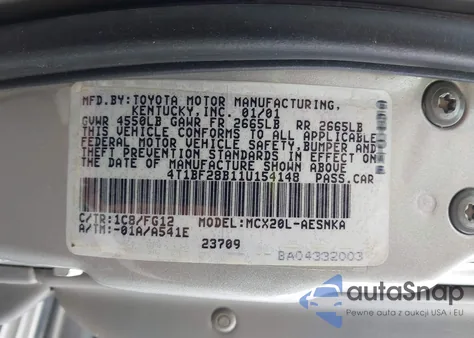 MFD.BY:TOYOTA MOTOR MANUFACTURING,
KENTUCKY,INC. 01/01
GVWR 4550LB GAWR FR 2665LB RR 2665LB
THIS VEHICLE CONFORMS TO ALL APPLICABLE
FEDERAL MOTOR VEHICLE SAFETY,BUMPER AND
THEFT PREVENTION STANDARDS IN EFFECT ON
THE DATE OF MANUFACTURE SHOWN ABOVE.
4T1BF28B11U154148 PASS.CAR
C/TR:1C8/FG12 MODEL:MCX20L-AESNKA
A/TM:-01A/A541E
23709
BA04332003
autoSnap
Pewne auta z aukcji USA i EU